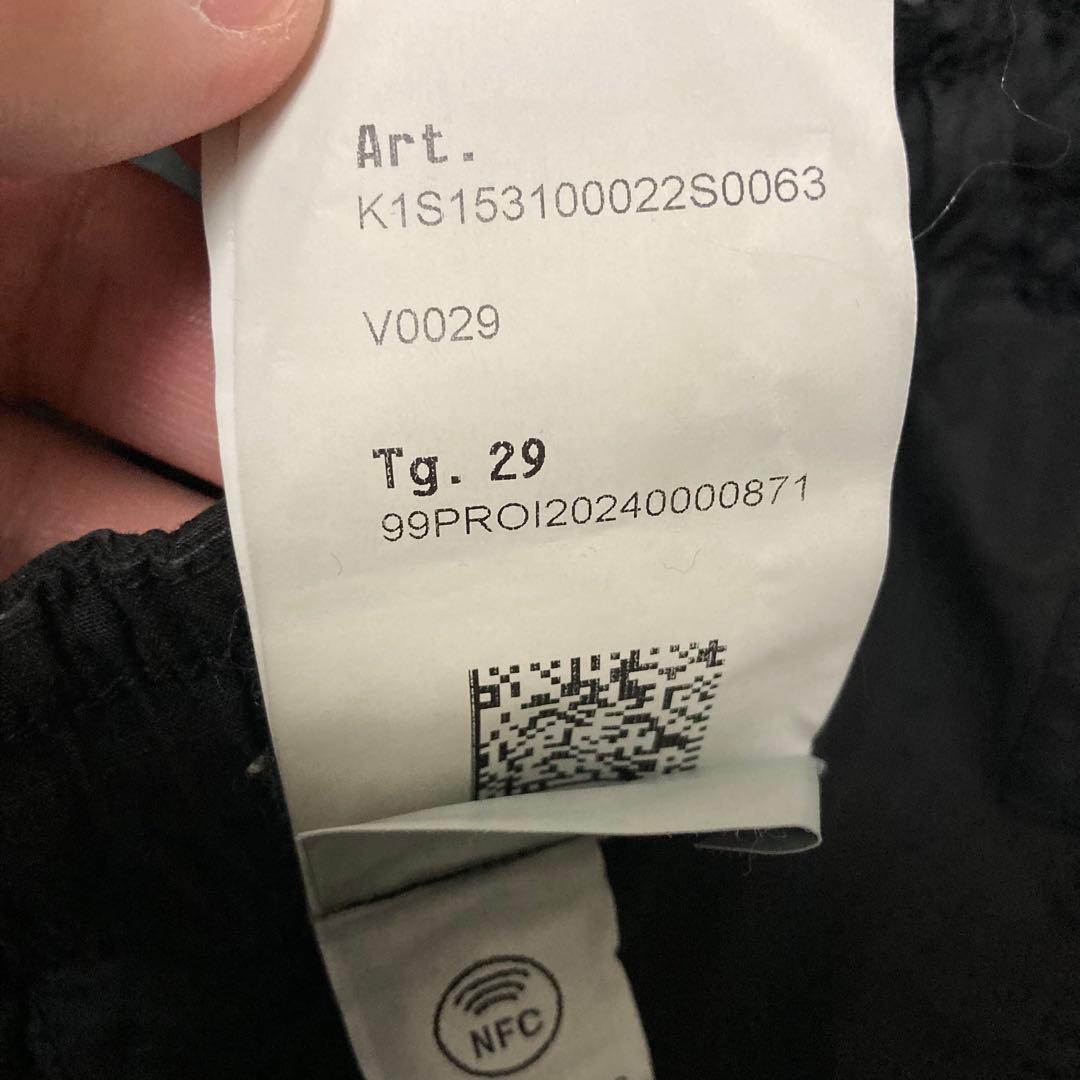 Art.
K1S153100022S0063
V0029
Tg. 29
99PROI20240000871
NFC